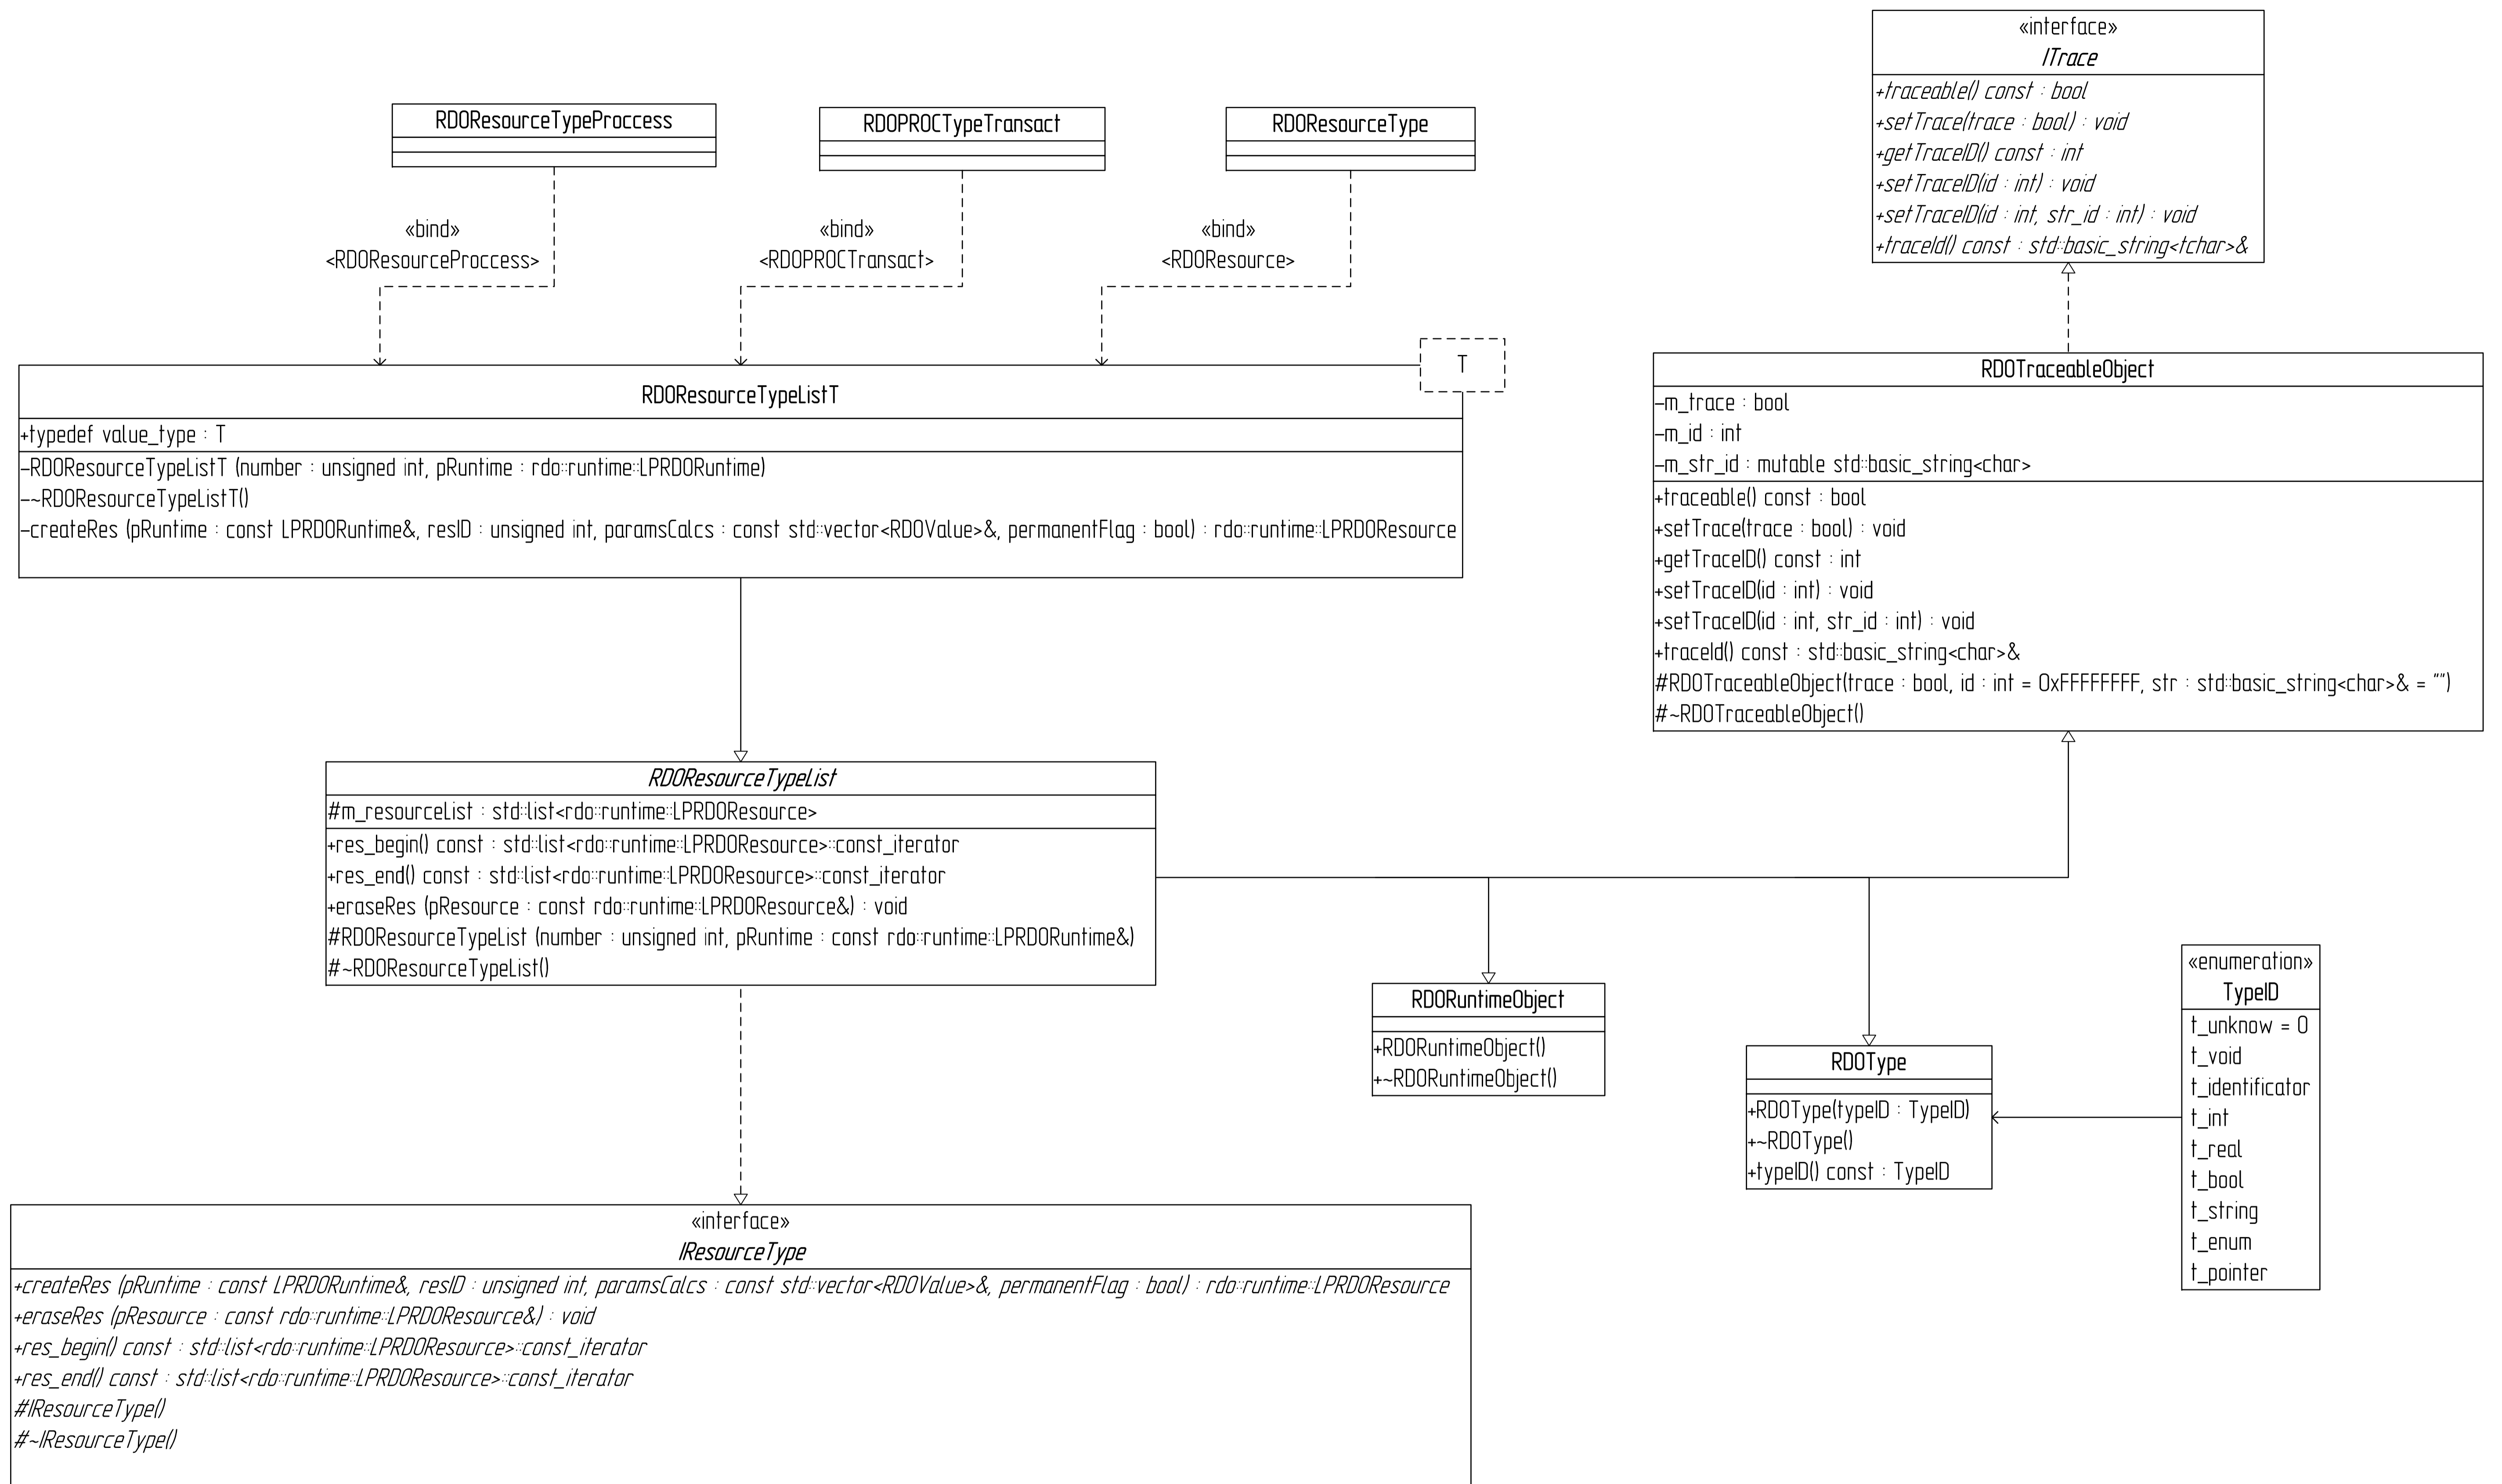 «interface»
ITrace
+traceable() const : bool
+setTrace(trace : bool) : void
+getTraceID() const : int
+setTraceID(id : int) : void
+setTraceID(id : int, str_id : int) : void
+traceId() const : std::basic_string<tchar>&
RDOResourceTypeProccess
RDOPROCTypeTransact
RDOResourceType
«bind»
<RDOResourceProccess>
«bind»
<RDOPROCTransact>
«bind»
<RDOResource>
T
RDOResourceTypeListT
+typedef value_type : T
-RDOResourceTypeListT (number : unsigned int, pRuntime : rdo::runtime::LPRDORuntime)
-~RDOResourceTypeListT()
-createRes (pRuntime : const LPRDORuntime&, resID : unsigned int, paramsCalcs : const std::vector<RDOValue>&, permanentFlag : bool) : rdo::runtime::LPRDOResource
RDOTraceableObject
-m_trace : bool
-m_id : int
-m_str_id : mutable std::basic_string<char>
+traceable() const : bool
+setTrace(trace : bool) : void
+getTraceID() const : int
+setTraceID(id : int) : void
+setTraceID(id : int, str_id : int) : void
+traceId() const : std::basic_string<char>&
#RDOTraceableObject(trace : bool, id : int = 0xFFFFFFFF, str : std::basic_string<char>& = "")
#~RDOTraceableObject()
RDOResourceTypeList
#m_resourceList : std::list<rdo::runtime::LPRDOResource>
+res_begin() const : std::list<rdo::runtime::LPRDOResource>::const_iterator
+res_end() const : std::list<rdo::runtime::LPRDOResource>::const_iterator
+eraseRes (pResource : const rdo::runtime::LPRDOResource&) : void
#RDOResourceTypeList (number : unsigned int, pRuntime : const rdo::runtime::LPRDORuntime&)
#~RDOResourceTypeList()
RDORuntimeObject
+RDORuntimeObject()
+~RDORuntimeObject()
RDOType
+RDOType(typeID : TypeID)
+~RDOType()
+typeID() const : TypeID
«enumeration»
TypeID
t_unknow = 0
t_void
t_identificator
t_int
t_real
t_bool
t_string
t_enum
t_pointer
«interface»
IResourceType
+createRes (pRuntime : const LPRDORuntime&, resID : unsigned int, paramsCalcs : const std::vector<RDOValue>&, permanentFlag : bool) : rdo::runtime::LPRDOResource
+eraseRes (pResource : const rdo::runtime::LPRDOResource&) : void
+res_begin() const : std::list<rdo::runtime::LPRDOResource>::const_iterator
+res_end() const : std::list<rdo::runtime::LPRDOResource>::const_iterator
#IResourceType()
#~IResourceType()